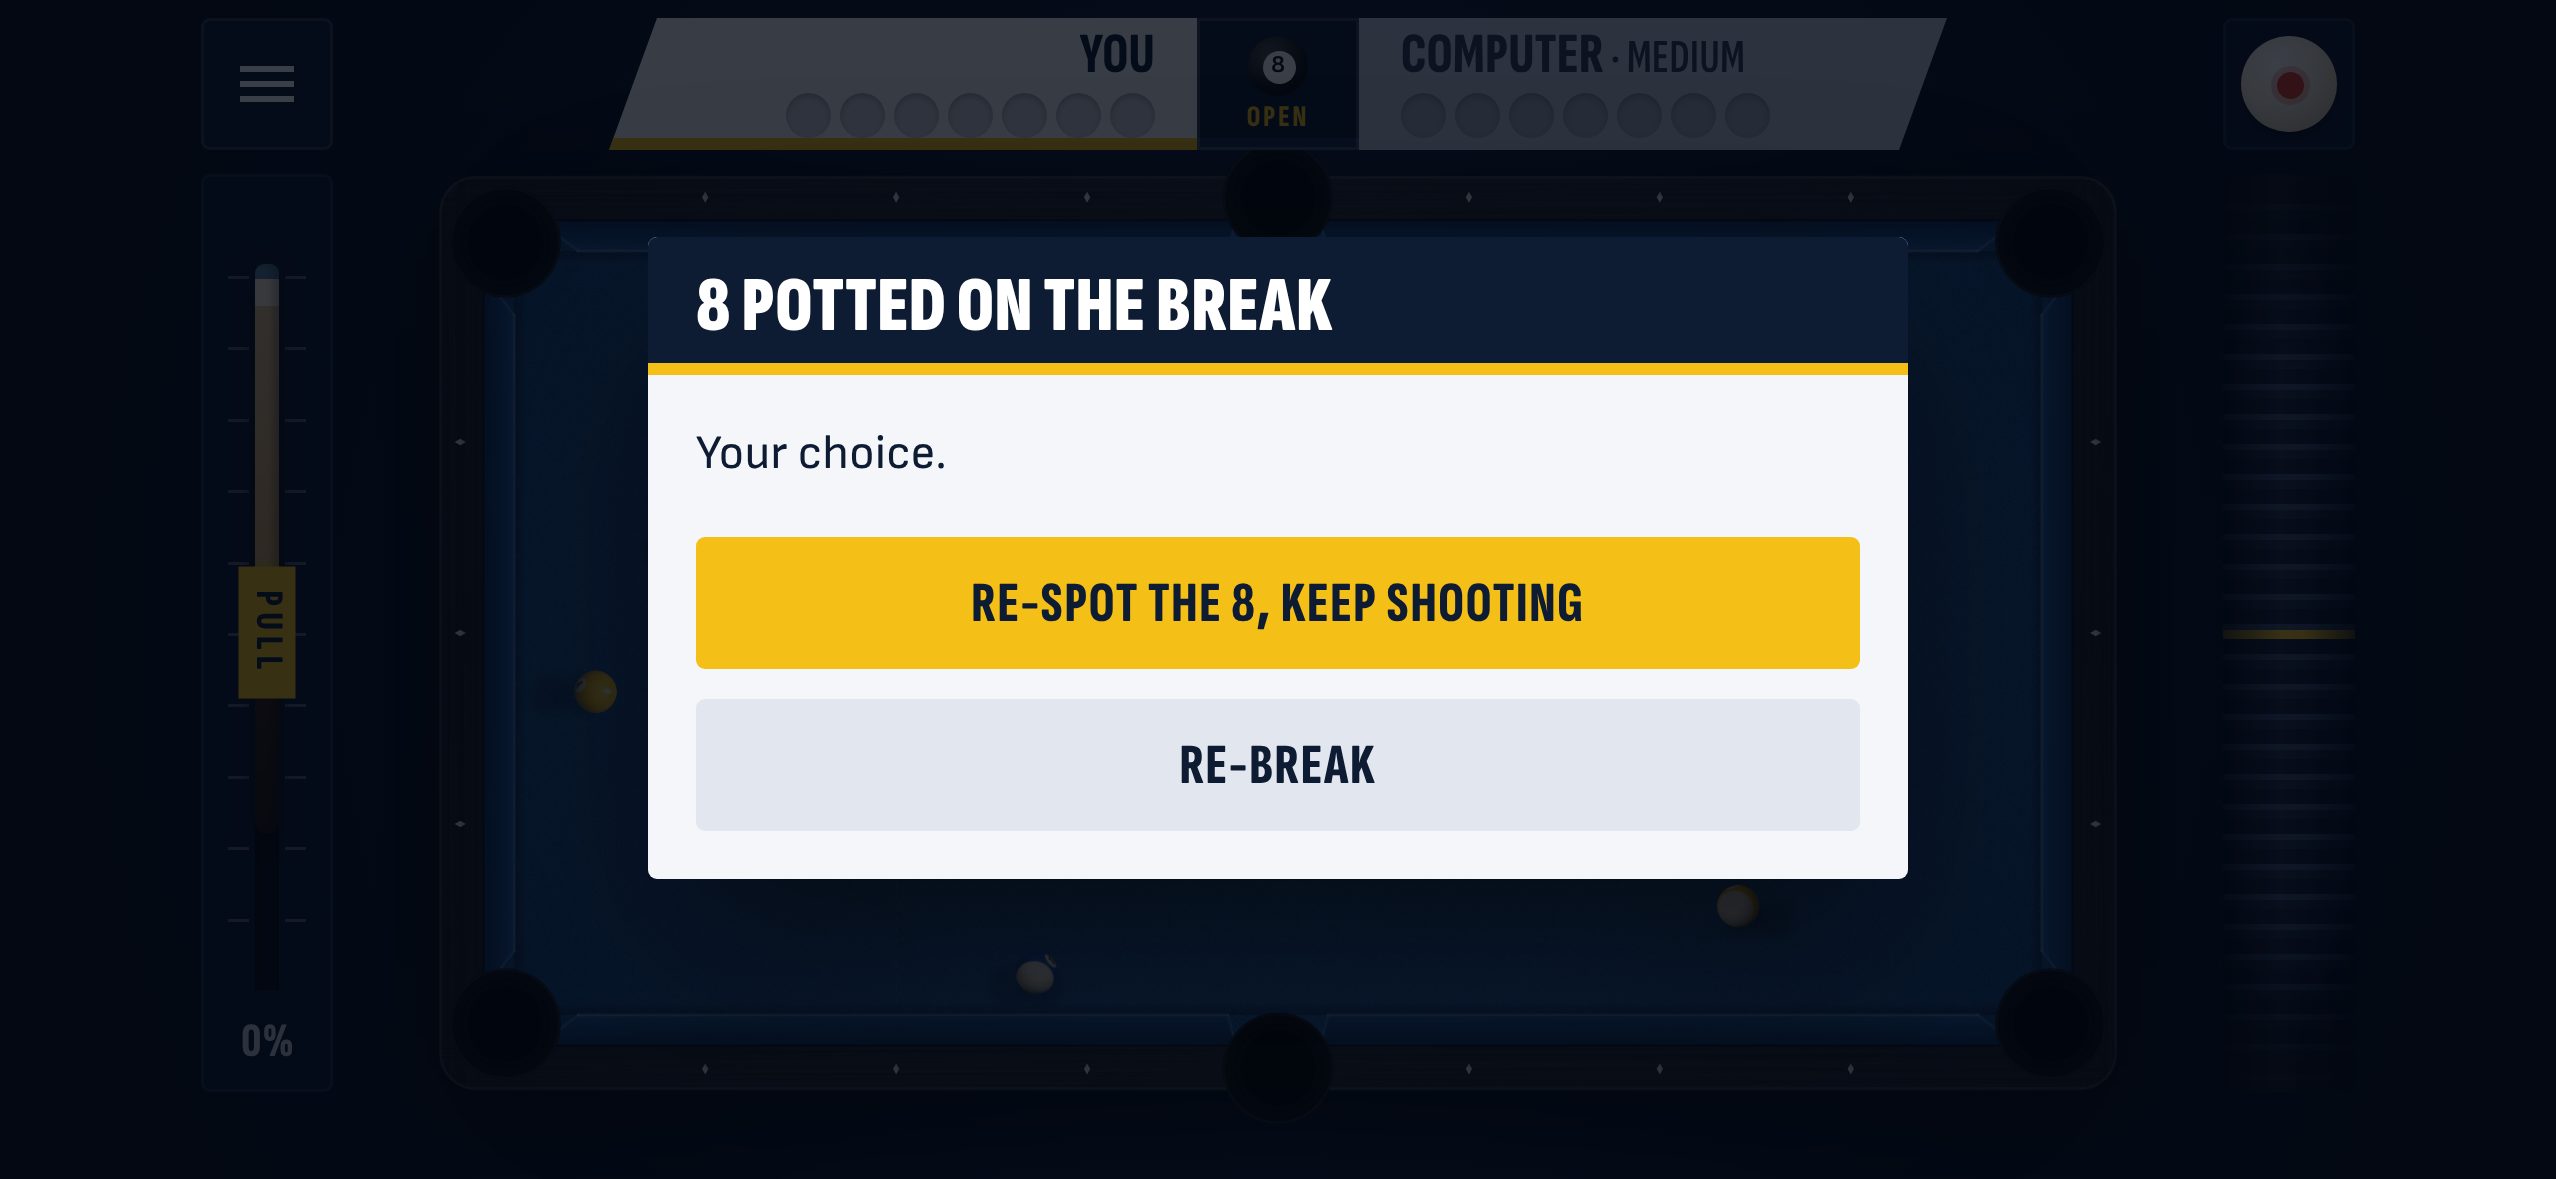 YOU
8
OPEN
COMPUTER · MEDIUM
8 POTTED ON THE BREAK
Your choice.
RE-SPOT THE 8, KEEP SHOOTING
RE-BREAK
PULL
0%